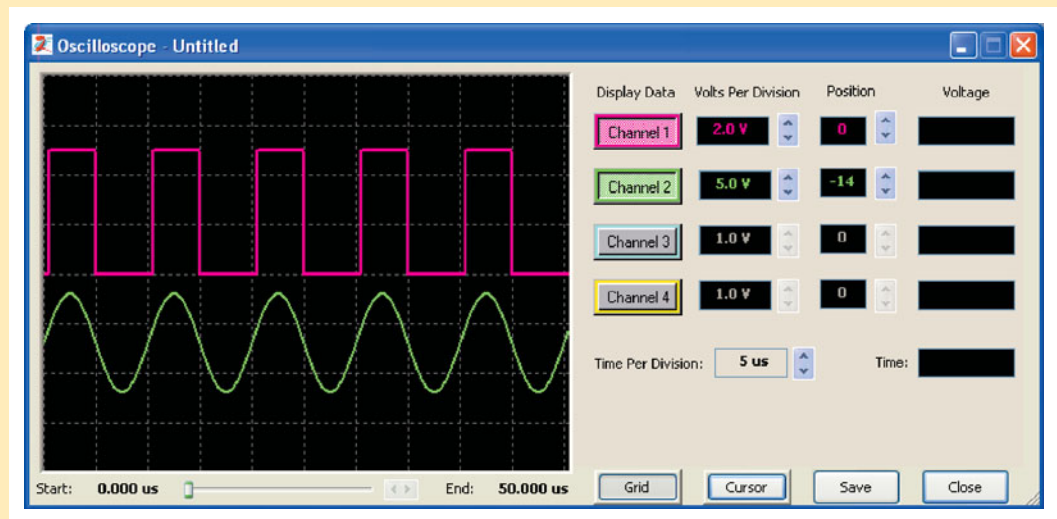 Oscilloscope - Untitled
Display Data Volts Per Division Position Voltage
Channel 1 2.0 V 0
Channel 2 5.0 V -14
Channel 3 1.0 V 0
Channel 4 1.0 V 0
Time Per Division: 5 us Time:
Start: 0.000 us End: 50.000 us Grid Cursor Save Close